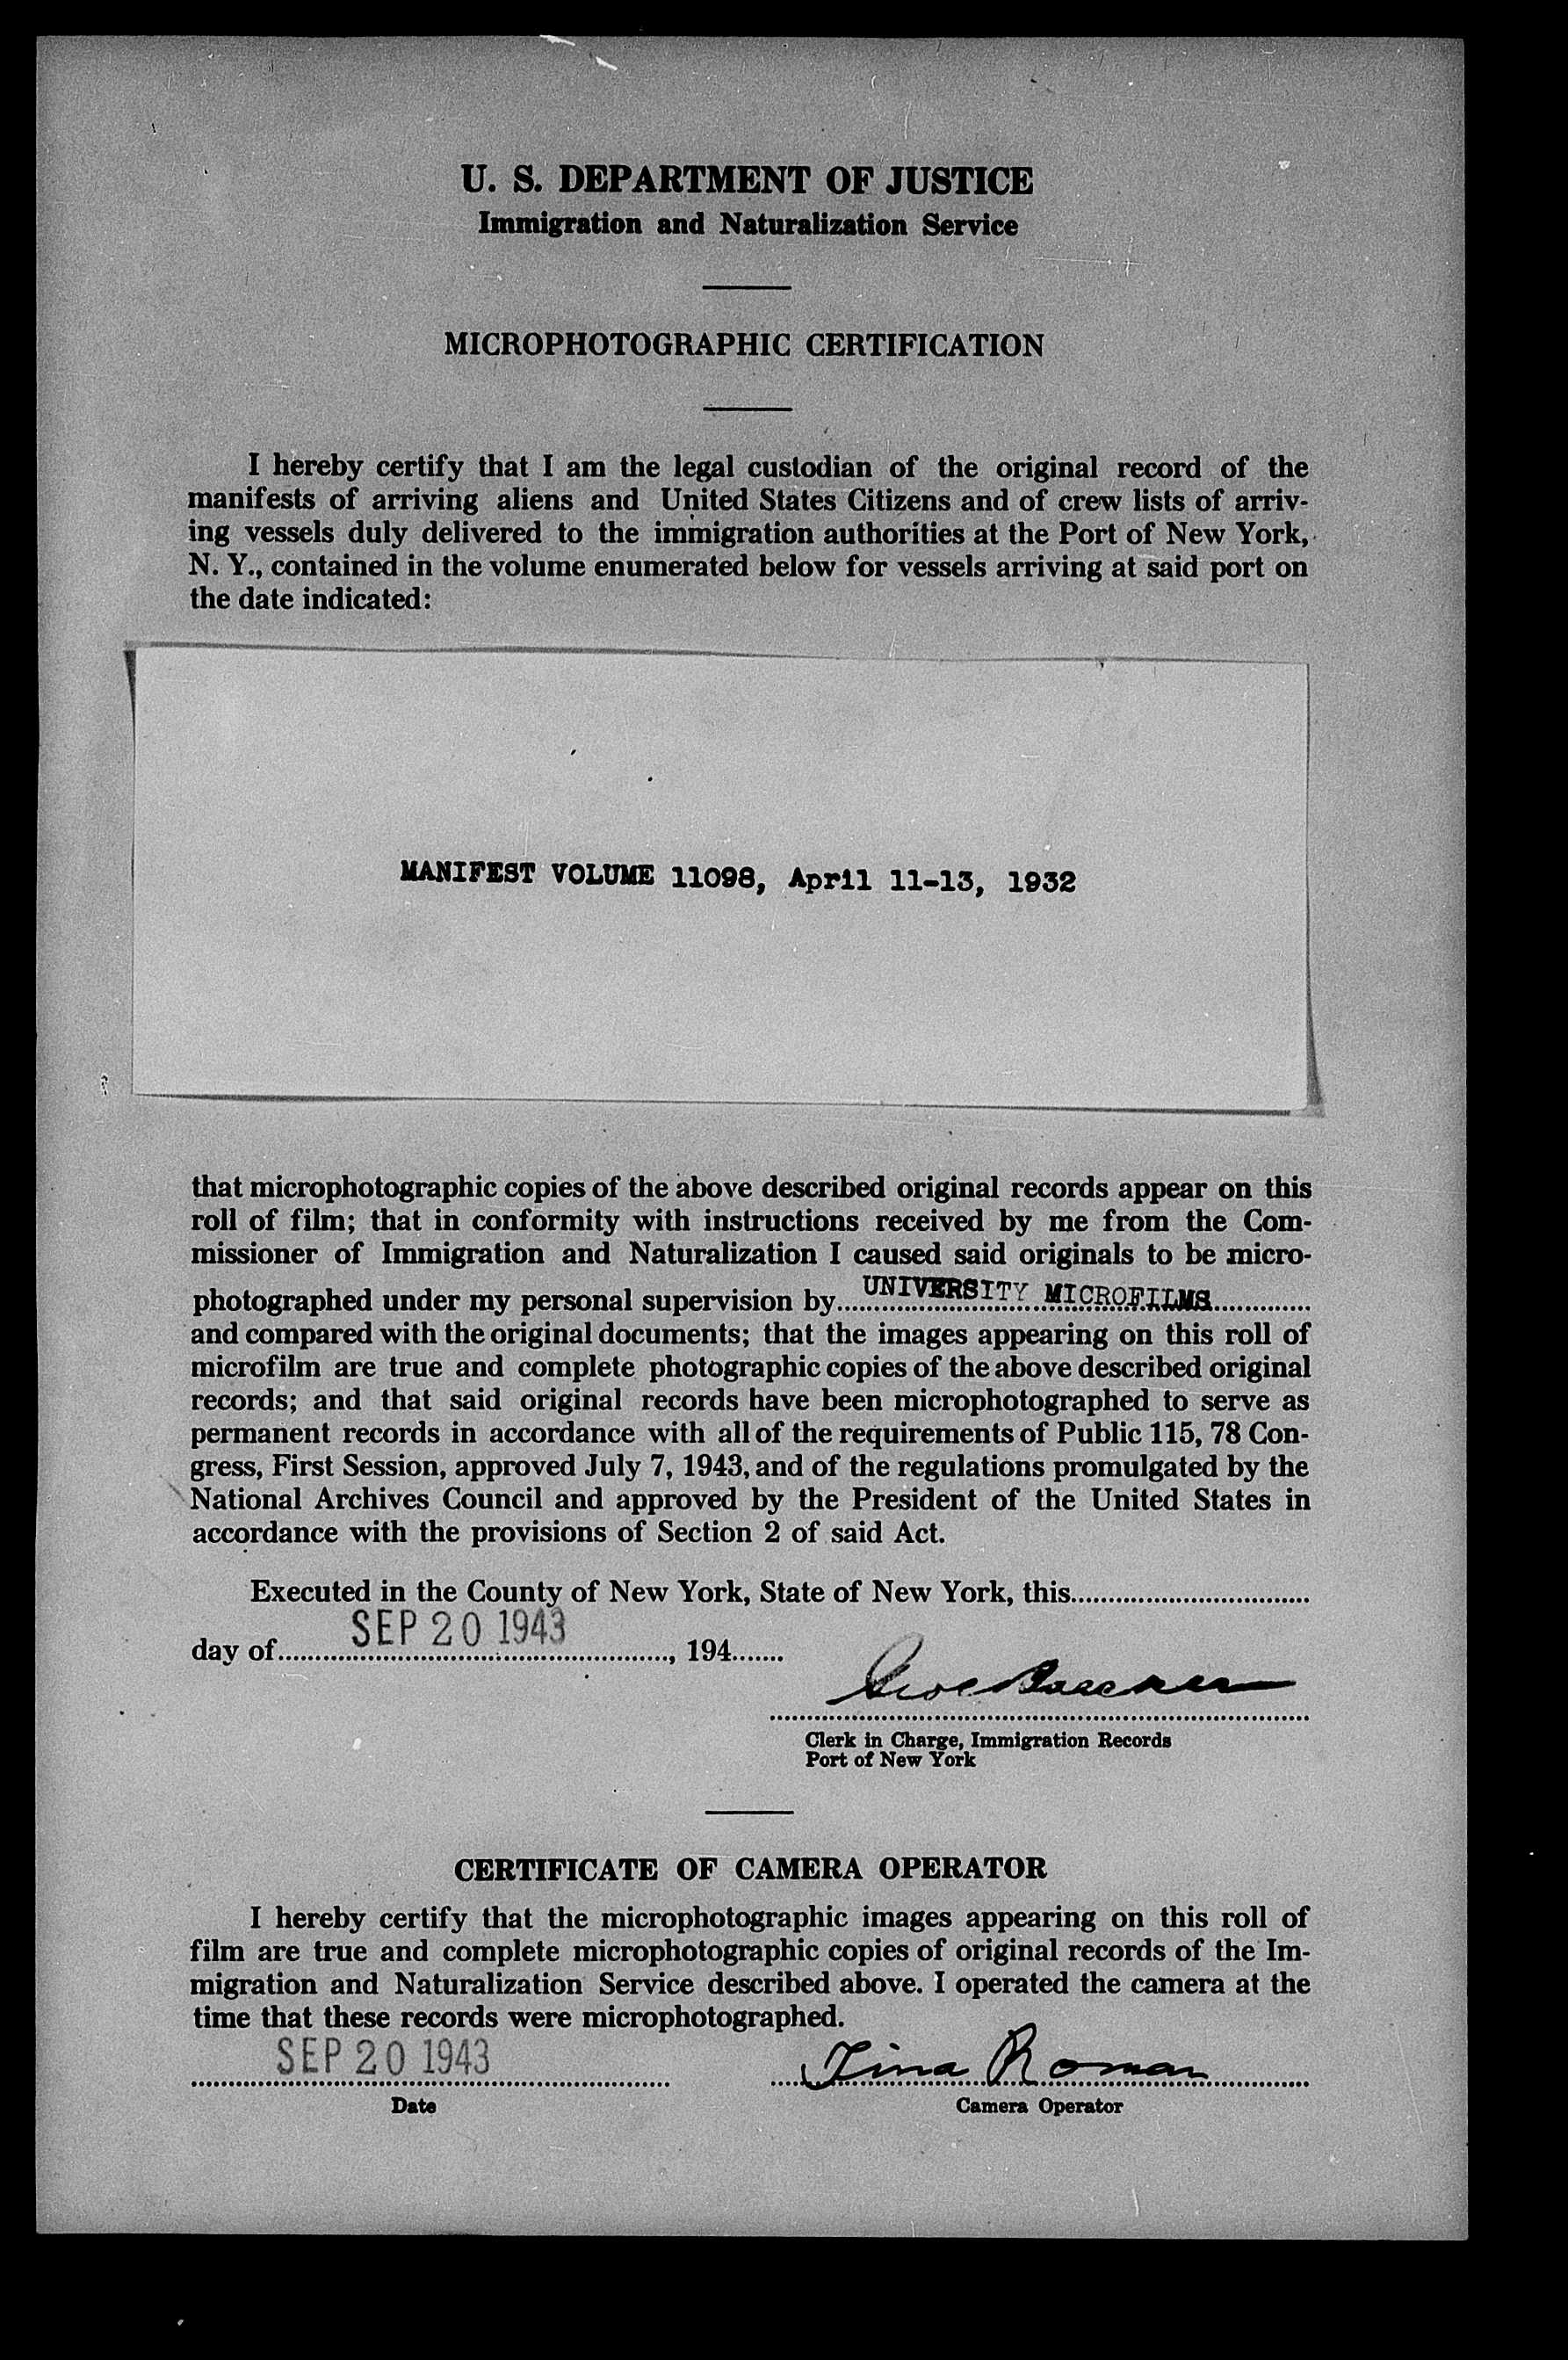 U. S. DEPARTMENT OF JUSTICE
Immigration and Naturalization Service
MICROPHOTOGRAPHIC CERTIFICATION
I hereby certify that I am the legal custodian of the original record of the
manifests of arriving aliens and United States Citizens and of crew lists of arriv-
ing vessels duly delivered to the immigration authorities at the Port of New York,
N. Y., contained in the volume enumerated below for vessels arriving at said port on
the date indicated:
MANIFEST VOLUME 11098, April 11-13, 1932
that microphotographic copies of the above described original records appear on this
roll of film; that in conformity with instructions received by me from the Com-
missioner of Immigration and Naturalization I caused said originals to be micro-
photographed under my personal supervision by UNIVERSITY MICROFILMS
and compared with the original documents; that the images appearing on this roll of
microfilm are true and complete photographic copies of the above described original
records; and that said original records have been microphotographed to serve as
permanent records in accordance with all of the requirements of Public 115, 78 Con-
gress, First Session, approved July 7, 1943, and of the regulations promulgated by the
National Archives Council and approved by the President of the United States in
accordance with the provisions of Section 2 of said Act.
Executed in the County of New York, State of New York, this
day of SEP 20 1943, 194
Clerk in Charge, Immigration Records
Port of New York
CERTIFICATE OF CAMERA OPERATOR
I hereby certify that the microphotographic images appearing on this roll of
film are true and complete microphotographic copies of original records of the Im-
migration and Naturalization Service described above. I operated the camera at the
time that these records were microphotographed.
SEP 20 1943 Tina Roman
Date Camera Operator